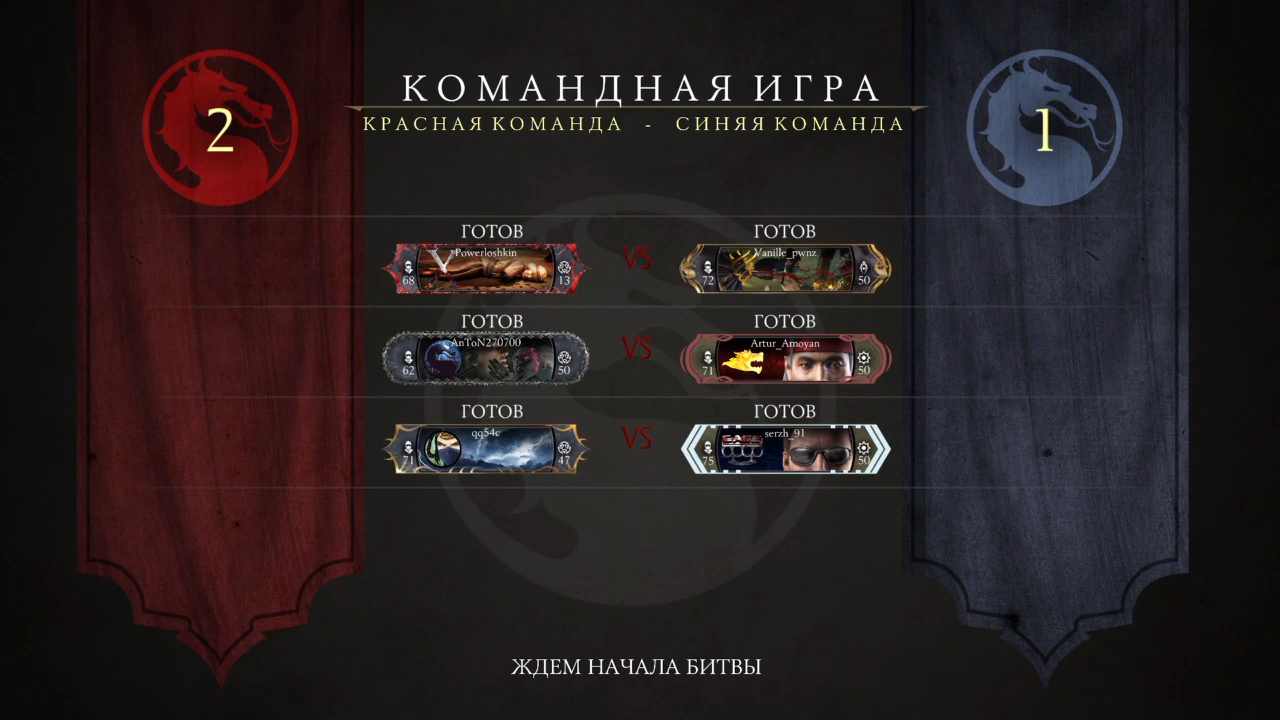 КОМАНДНАЯ ИГРА
КРАСНАЯ КОМАНДА - СИНЯЯ КОМАНДА
2
1
ГОТОВ ГОТОВ
Powerloshkin VS Vanille_pwnz
68 13 72 50
ГОТОВ ГОТОВ
AnToN270700 VS Artur_Amoyan
62 50 71 50
ГОТОВ ГОТОВ
qq54c VS serzh_91
71 47 75 50
ЖДЕМ НАЧАЛА БИТВЫ